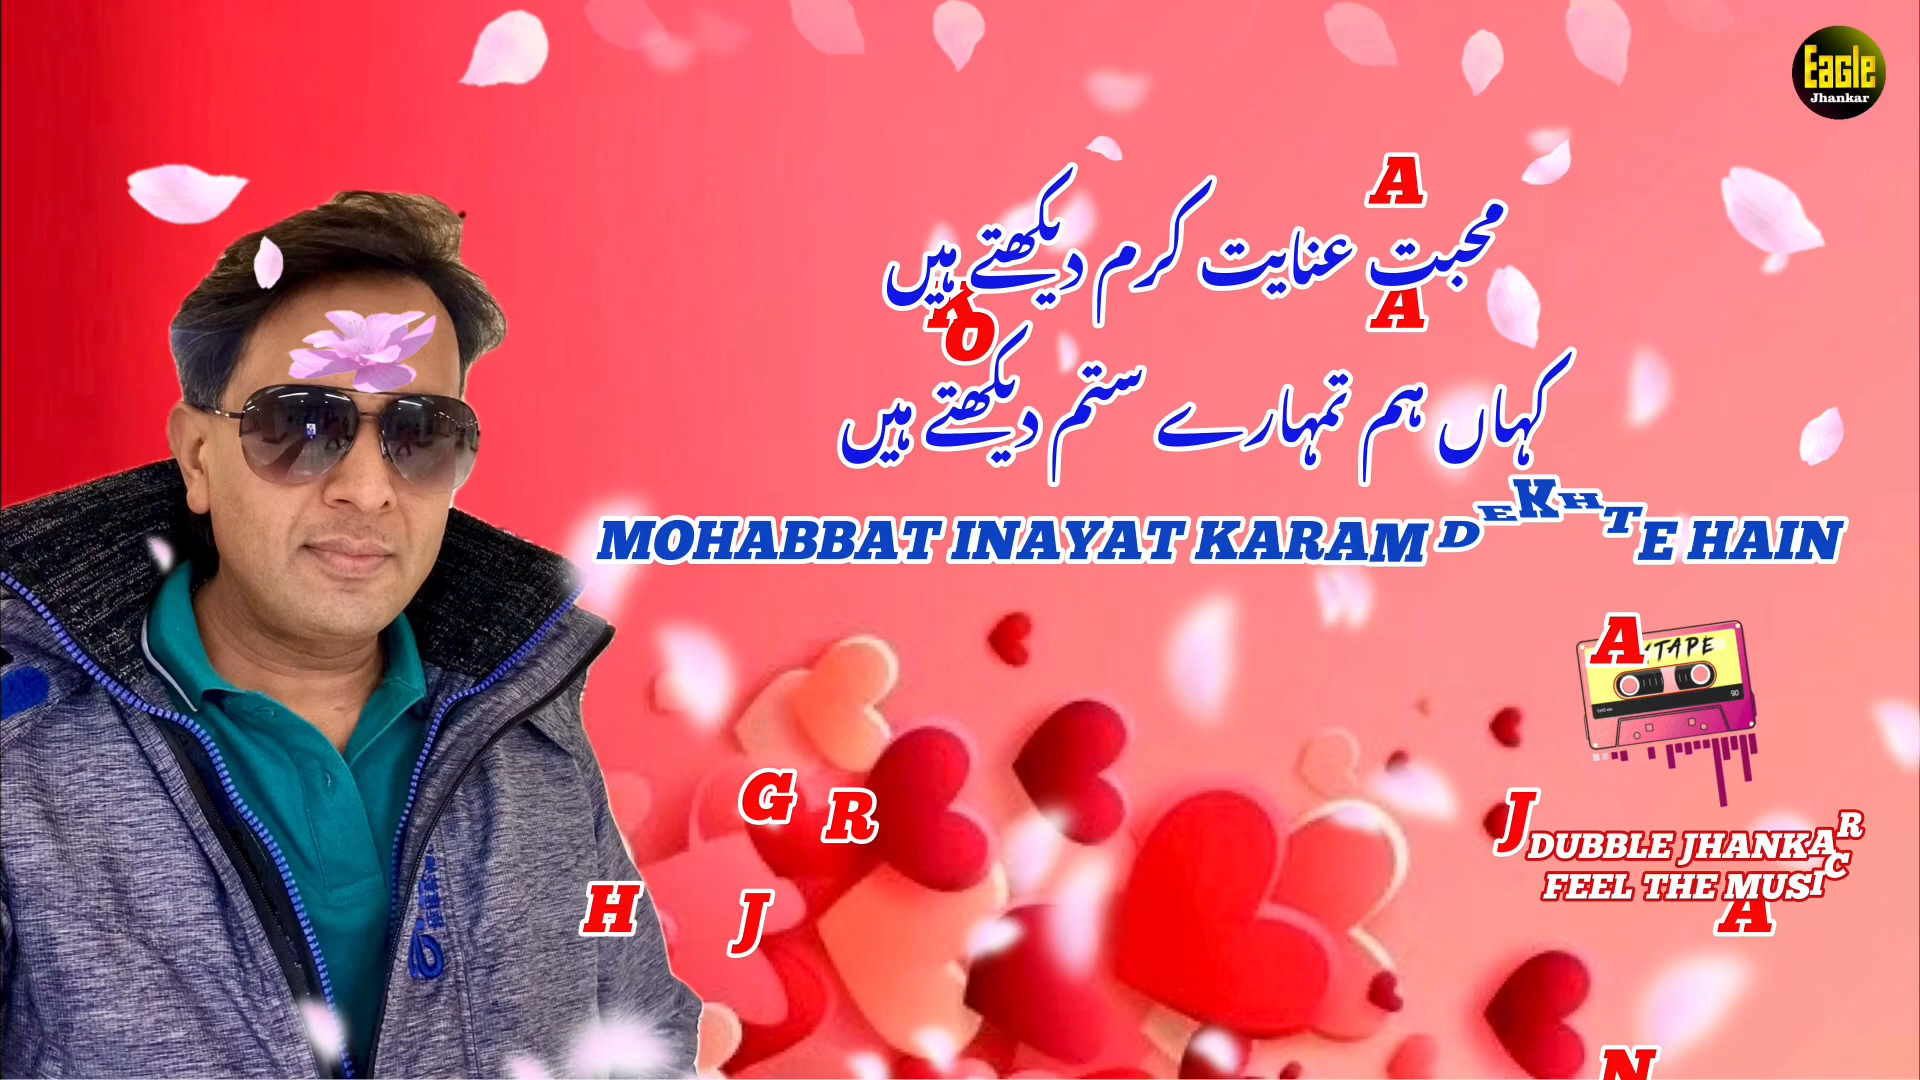 Eagle
Jhankar
محبت عنایت کرم دیکھتے ہیں
کہاں ہم تمہارے ستم دیکھتے ہیں
MOHABBAT INAYAT KARAM DEKHTE HAIN
A
A
A
O
A
TAPE
90
G
R
H
J
J
DUBBLE JHANKAR
FEEL THE MUSIC
A
N